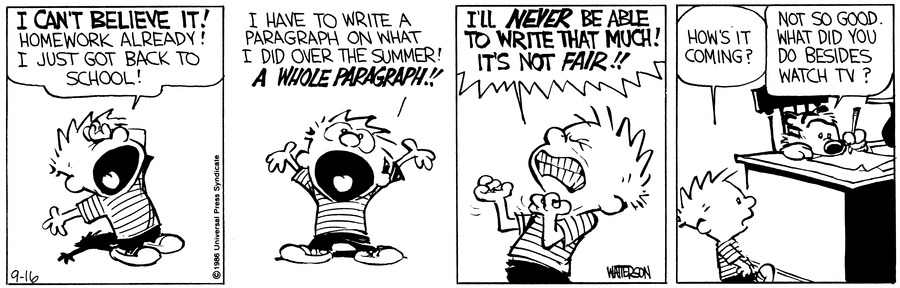 I CAN'T BELIEVE IT!
HOMEWORK ALREADY!
I JUST GOT BACK TO
SCHOOL!
9-16
© 1986 Universal Press Syndicate
I HAVE TO WRITE A
PARAGRAPH ON WHAT
I DID OVER THE SUMMER!
A WHOLE PARAGRAPH!!
I'LL NEVER BE ABLE
TO WRITE THAT MUCH!
IT'S NOT FAIR!!
WATTERSON
HOW'S IT
COMING?
NOT SO GOOD.
WHAT DID YOU
DO BESIDES
WATCH TV?